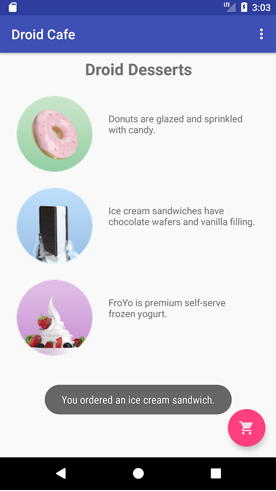 3:03
Droid Cafe
Droid Desserts
Donuts are glazed and sprinkled
with candy.
Ice cream sandwiches have
chocolate wafers and vanilla filling.
FroYo is premium self-serve
frozen yogurt.
You ordered an ice cream sandwich.